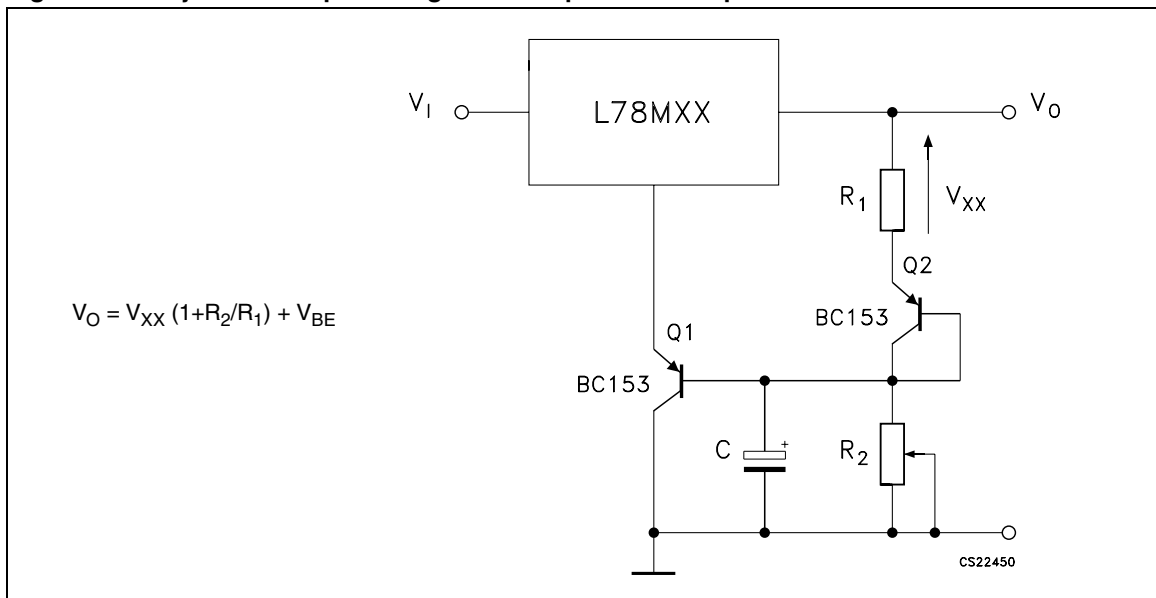 L78MXX
V_I
V_O
R_1
V_XX
Q2
BC153
V_O = V_XX (1+R_2/R_1) + V_BE
Q1
BC153
C
+
R_2
CS22450